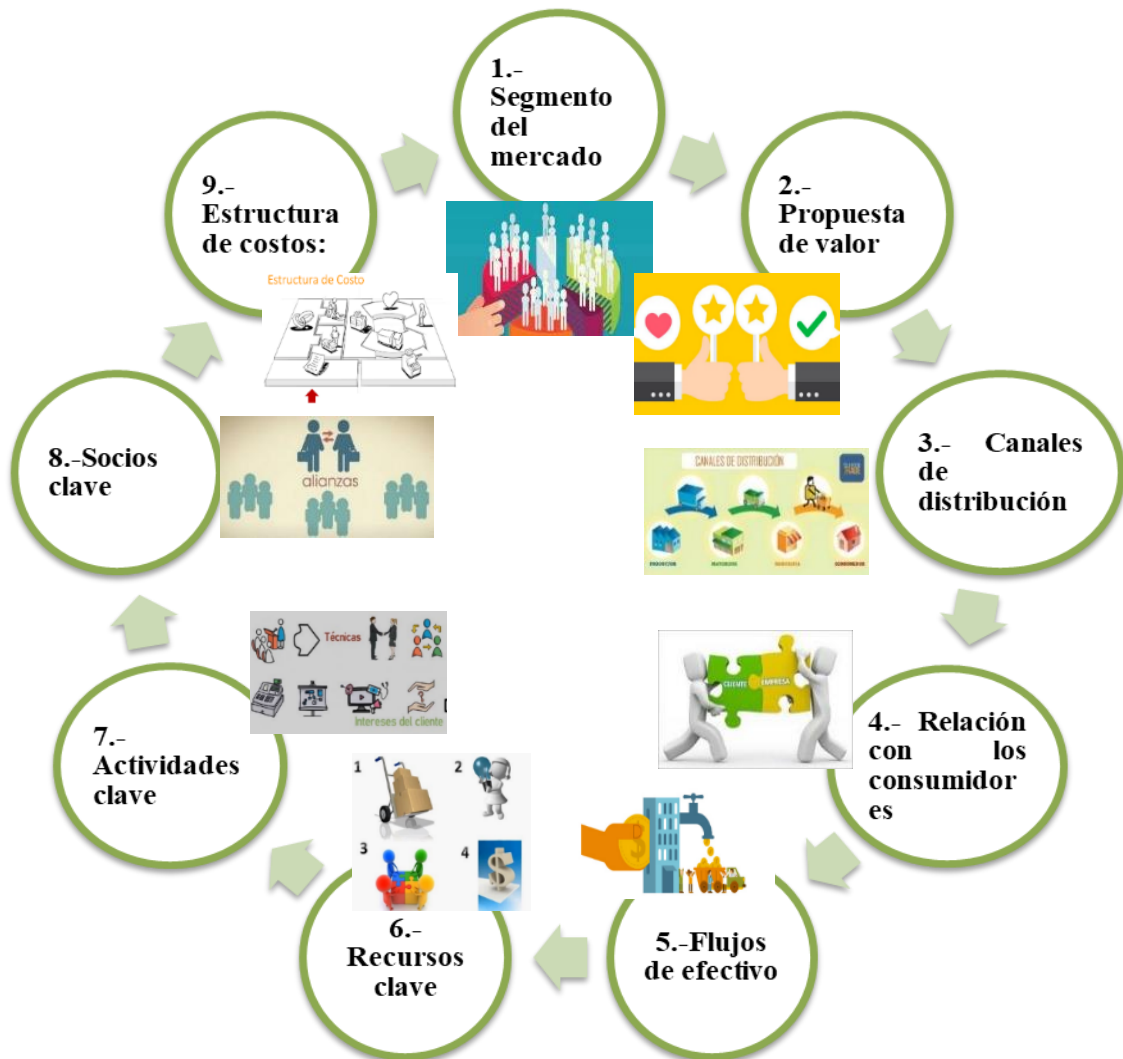 1.-
Segmento
del
mercado
2.-
Propuesta
de valor
3.- Canales
de
distribución
4.- Relación
con los
consumidor
es
5.-Flujos
de efectivo
6.-
Recursos
clave
7.-
Actividades
clave
8.-Socios
clave
9.-
Estructura
de costos:
Estructura de Costo
alianzas
CANALES DE DISTRIBUCIÓN
CLIENTE EMPRESA
Técnicas
Intereses del cliente
1
2
3
4